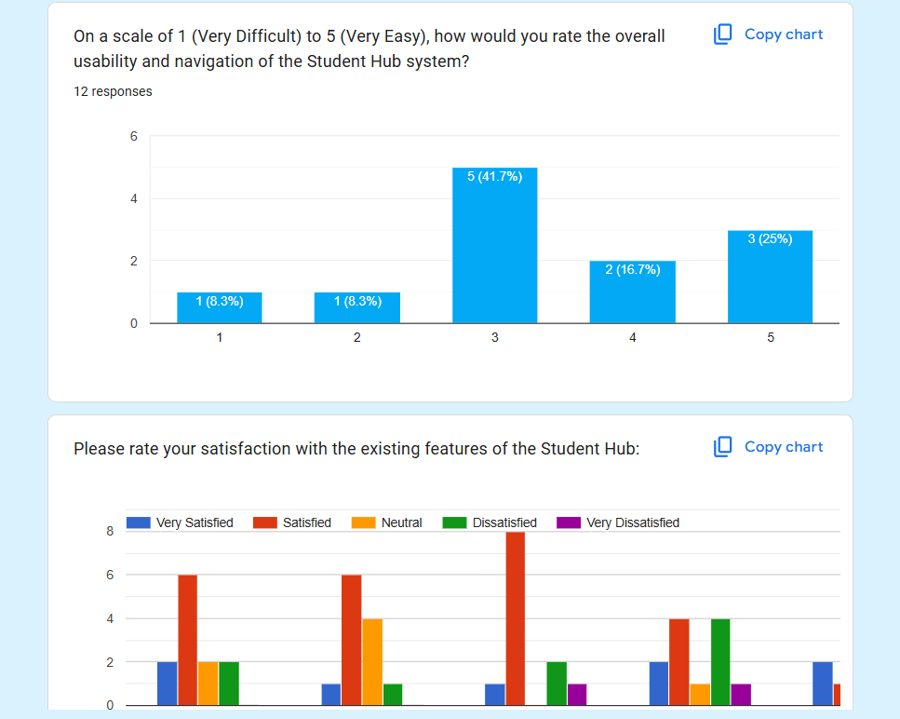 On a scale of 1 (Very Difficult) to 5 (Very Easy), how would you rate the overall
usability and navigation of the Student Hub system?
Copy chart
12 responses
6
4
2
0
1 (8.3%)
1 (8.3%)
5 (41.7%)
2 (16.7%)
3 (25%)
1
2
3
4
5
Please rate your satisfaction with the existing features of the Student Hub:
Copy chart
Very Satisfied
Satisfied
Neutral
Dissatisfied
Very Dissatisfied
8
6
4
2
0